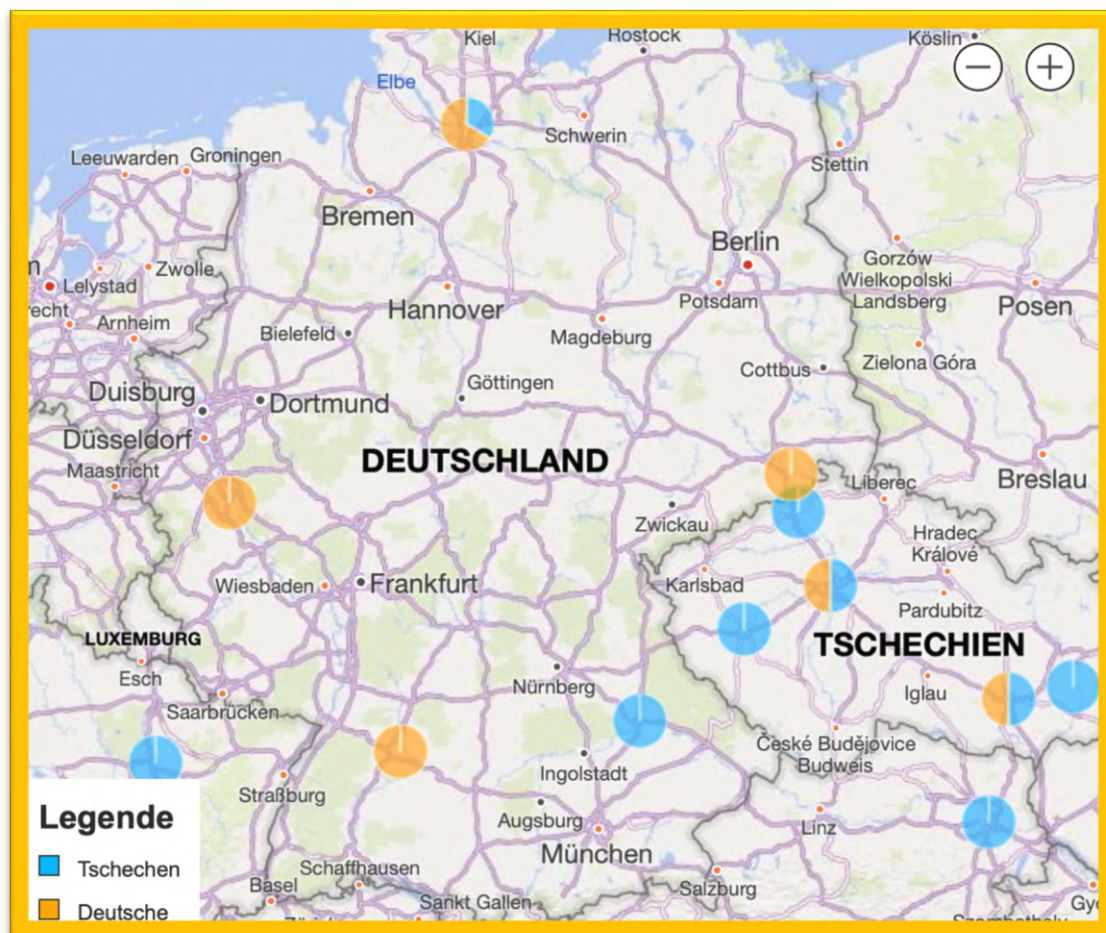 Kiel
Rostock
Köslin
Elbe
Schwerin
Stettin
Leeuwarden
Groningen
Bremen
Berlin
Zwolle
Lelystad
Potsdam
Gorzów
Wielkopolski
Landsberg
Posen
Arnheim
Hannover
Bielefeld
Magdeburg
Cottbus
Zielona Góra
Duisburg
Dortmund
Göttingen
Düsseldorf
Maastricht
DEUTSCHLAND
Breslau
Liberec
Zwickau
Hradec
Králové
Wiesbaden
Frankfurt
Karlsbad
Pardubitz
LUXEMBURG
Esch
TSCHECHIEN
Nürnberg
Iglau
Saarbrücken
České Budějovice
Budweis
Ingolstadt
Straßburg
Augsburg
Linz
München
Schaffhausen
Basel
Sankt Gallen
Salzburg
Legende
Tschechen
Deutsche